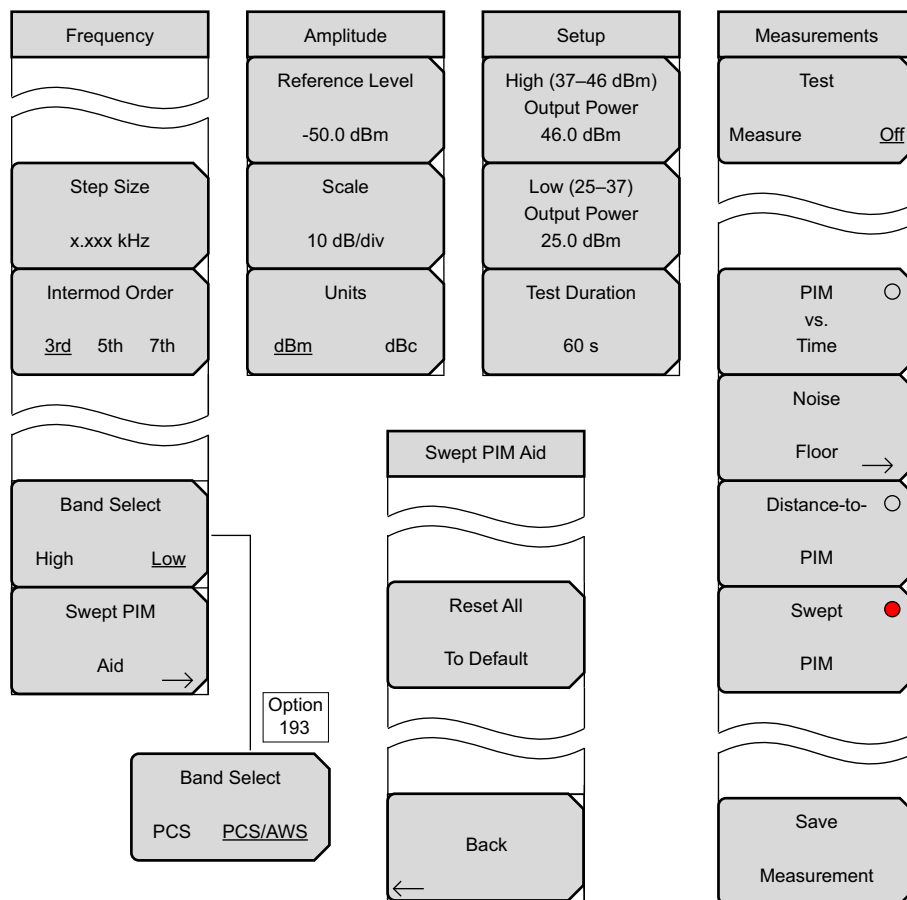 Frequency
Step Size
x.xxx kHz
Intermod Order
3rd 5th 7th
Band Select
High Low
Swept PIM
Aid
Option
193
Band Select
PCS PCS/AWS
Amplitude
Reference Level
-50.0 dBm
Scale
10 dB/div
Units
dBm dBc
Setup
High (37–46 dBm)
Output Power
46.0 dBm
Low (25–37)
Output Power
25.0 dBm
Test Duration
60 s
Swept PIM Aid
Reset All
To Default
Back
Measurements
Test
Measure Off
PIM
vs.
Time
Noise
Floor
Distance-to-
PIM
Swept
PIM
Save
Measurement